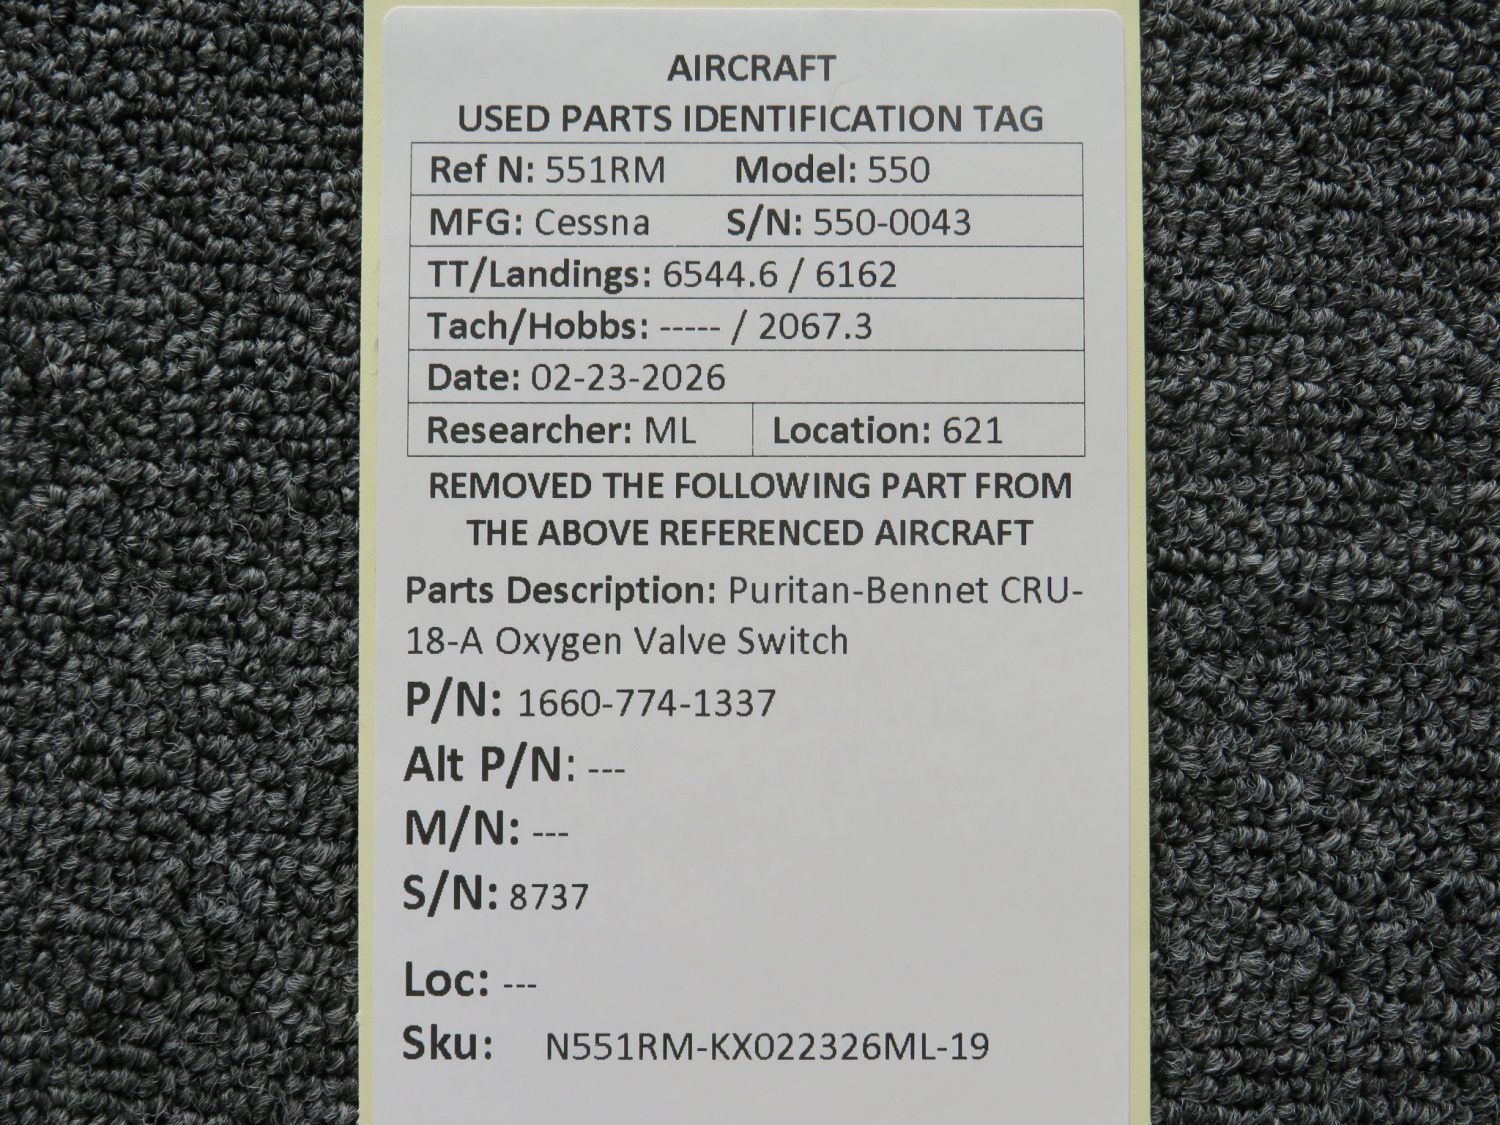 AIRCRAFT
USED PARTS IDENTIFICATION TAG
Ref N: 551RM Model: 550
MFG: Cessna S/N: 550-0043
TT/Landings: 6544.6 / 6162
Tach/Hobbs: ----- / 2067.3
Date: 02-23-2026
Researcher: ML Location: 621
REMOVED THE FOLLOWING PART FROM
THE ABOVE REFERENCED AIRCRAFT
Parts Description: Puritan-Bennet CRU-
18-A Oxygen Valve Switch
P/N: 1660-774-1337
Alt P/N: ---
M/N: ---
S/N: 8737
Loc: ---
Sku: N551RM-KX022326ML-19